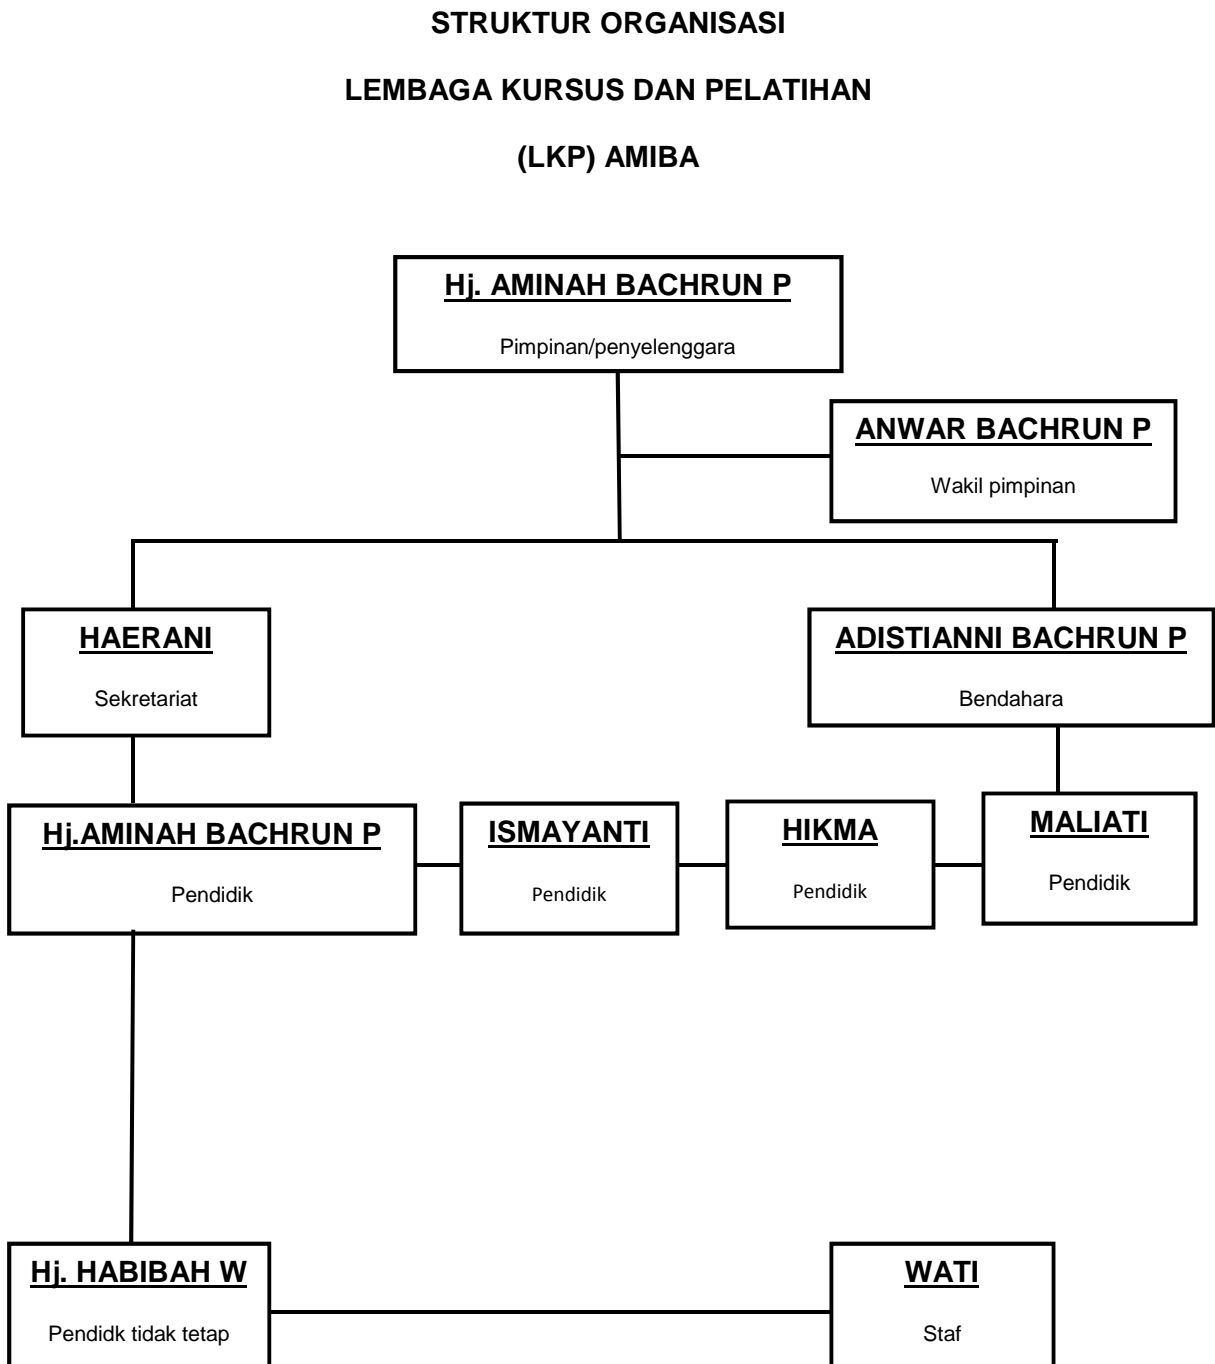 STRUKTUR ORGANISASI
LEMBAGA KURSUS DAN PELATIHAN
(LKP) AMIBA
Hj. AMINAH BACHRUN P
Pimpinan/penyelenggara
ANWAR BACHRUN P
Wakil pimpinan
HAERANI
Sekretariat
ADISTIANNI BACHRUN P
Bendahara
Hj.AMINAH BACHRUN P
Pendidik
ISMAYANTI
Pendidik
HIKMA
Pendidik
MALIATI
Pendidik
Hj. HABIBAH W
Pendidk tidak tetap
WATI
Staf